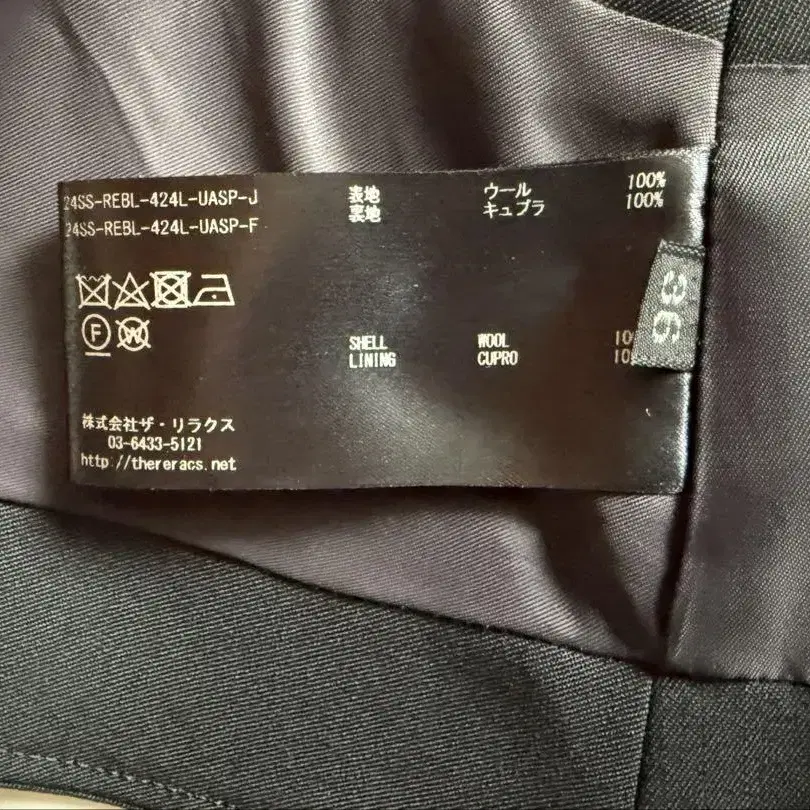 24SS-REBL-424L-UASP-J
24SS-REBL-424L-UASP-F
表地 ウール 100%
裏地 キュプラ 100%
F
W
SHELL WOOL 10
LINING CUPRO 10
36
株式会社ザ・リラクス
03-6433-5121
http://thereracs.net